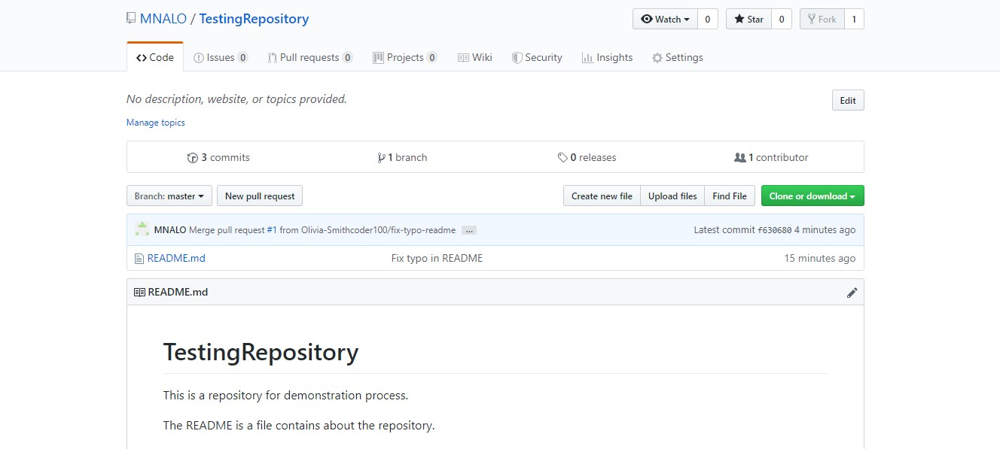 MNALO / TestingRepository Watch 0 Star 0 Fork 1
Code Issues 0 Pull requests 0 Projects 0 Wiki Security Insights Settings
No description, website, or topics provided. Edit
Manage topics
3 commits 1 branch 0 releases 1 contributor
Branch: master New pull request Create new file Upload files Find File Clone or download
MNALO Merge pull request #1 from Olivia-Smithcoder100/fix-typo-readme ... Latest commit f630680 4 minutes ago
README.md Fix typo in README 15 minutes ago
README.md
TestingRepository
This is a repository for demonstration process.
The README is a file contains about the repository.